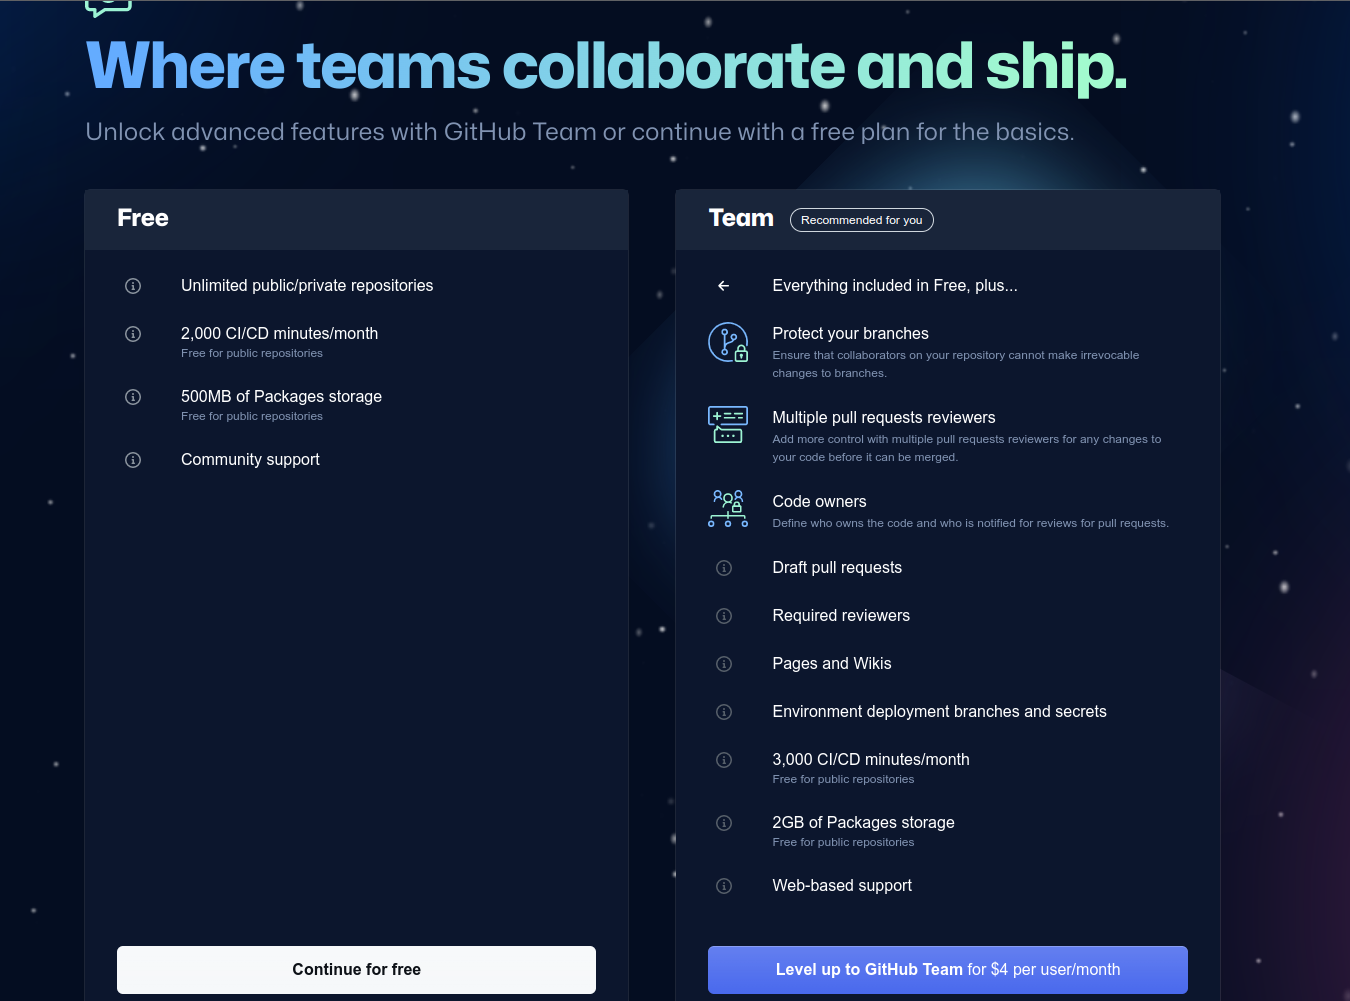 Where teams collaborate and ship.
Unlock advanced features with GitHub Team or continue with a free plan for the basics.
Free
Unlimited public/private repositories
2,000 CI/CD minutes/month
Free for public repositories
500MB of Packages storage
Free for public repositories
Community support
Continue for free
Team
Recommended for you
Everything included in Free, plus...
Protect your branches
Ensure that collaborators on your repository cannot make irrevocable
changes to branches.
Multiple pull requests reviewers
Add more control with multiple pull requests reviewers for any changes to
your code before it can be merged.
Code owners
Define who owns the code and who is notified for reviews for pull requests.
Draft pull requests
Required reviewers
Pages and Wikis
Environment deployment branches and secrets
3,000 CI/CD minutes/month
Free for public repositories
2GB of Packages storage
Free for public repositories
Web-based support
Level up to GitHub Team for $4 per user/month